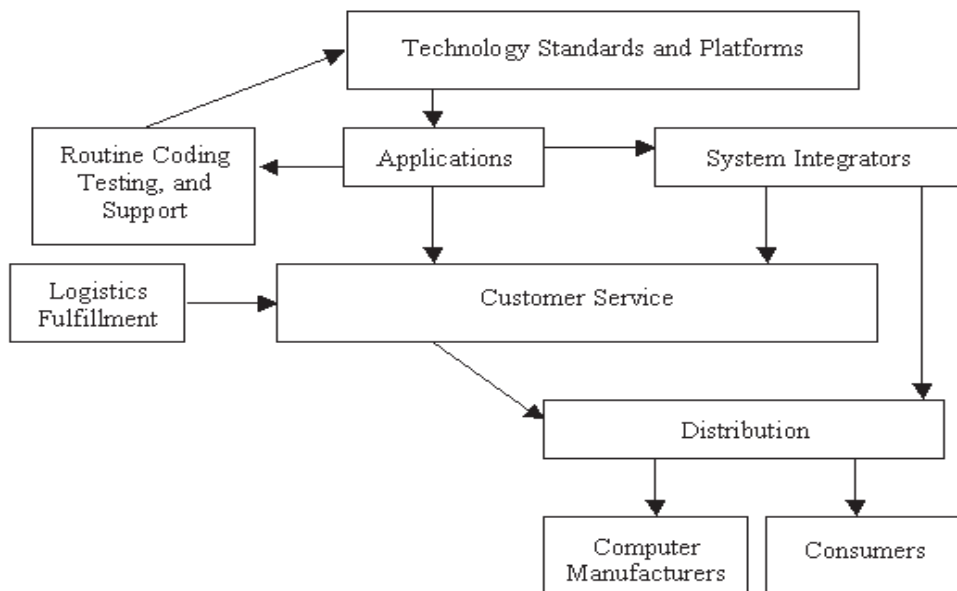 Technology Standards and Platforms
Routine Coding
Testing, and
Support
Applications
System Integrators
Logistics
Fulfillment
Customer Service
Distribution
Computer
Manufacturers
Consumers